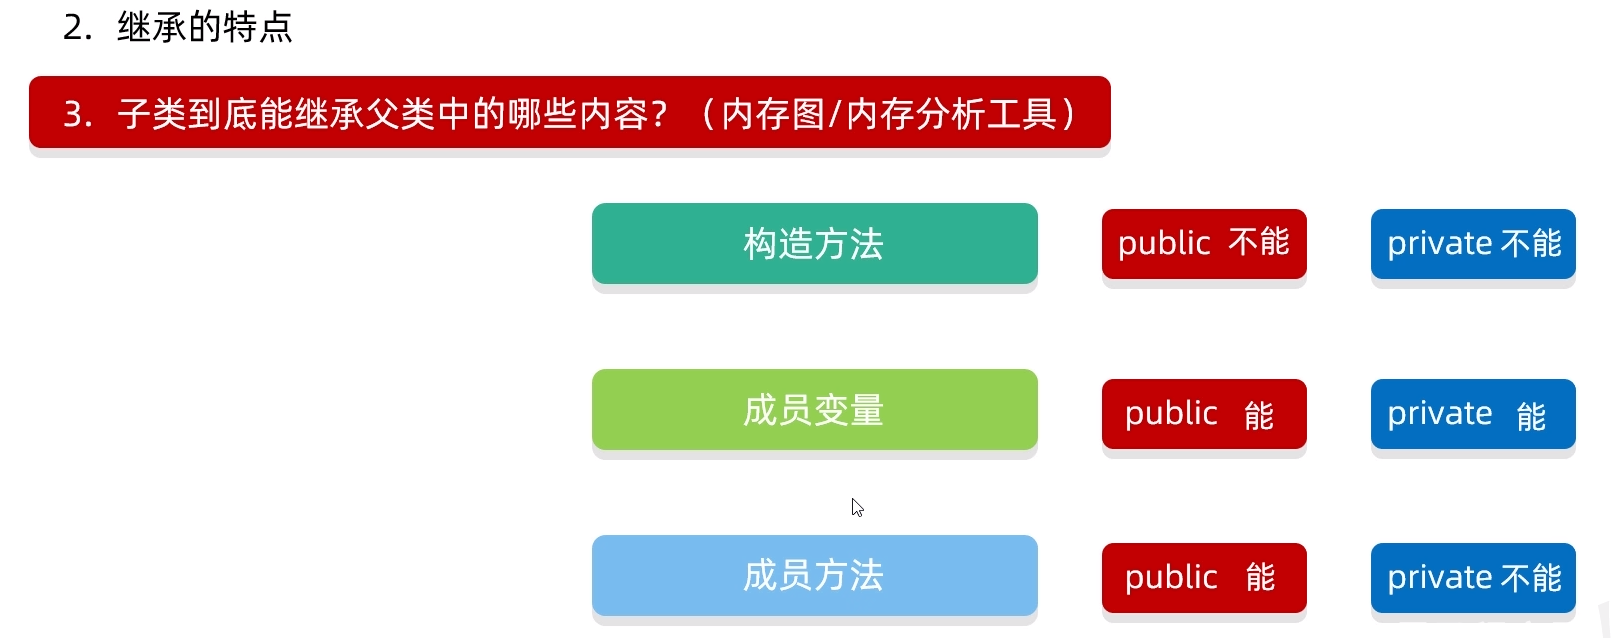 2. 继承的特点
3. 子类到底能继承父类中的哪些内容？（内存图/内存分析工具）
构造方法 public 不能 private 不能
成员变量 public 能 private 能
成员方法 public 能 private 不能